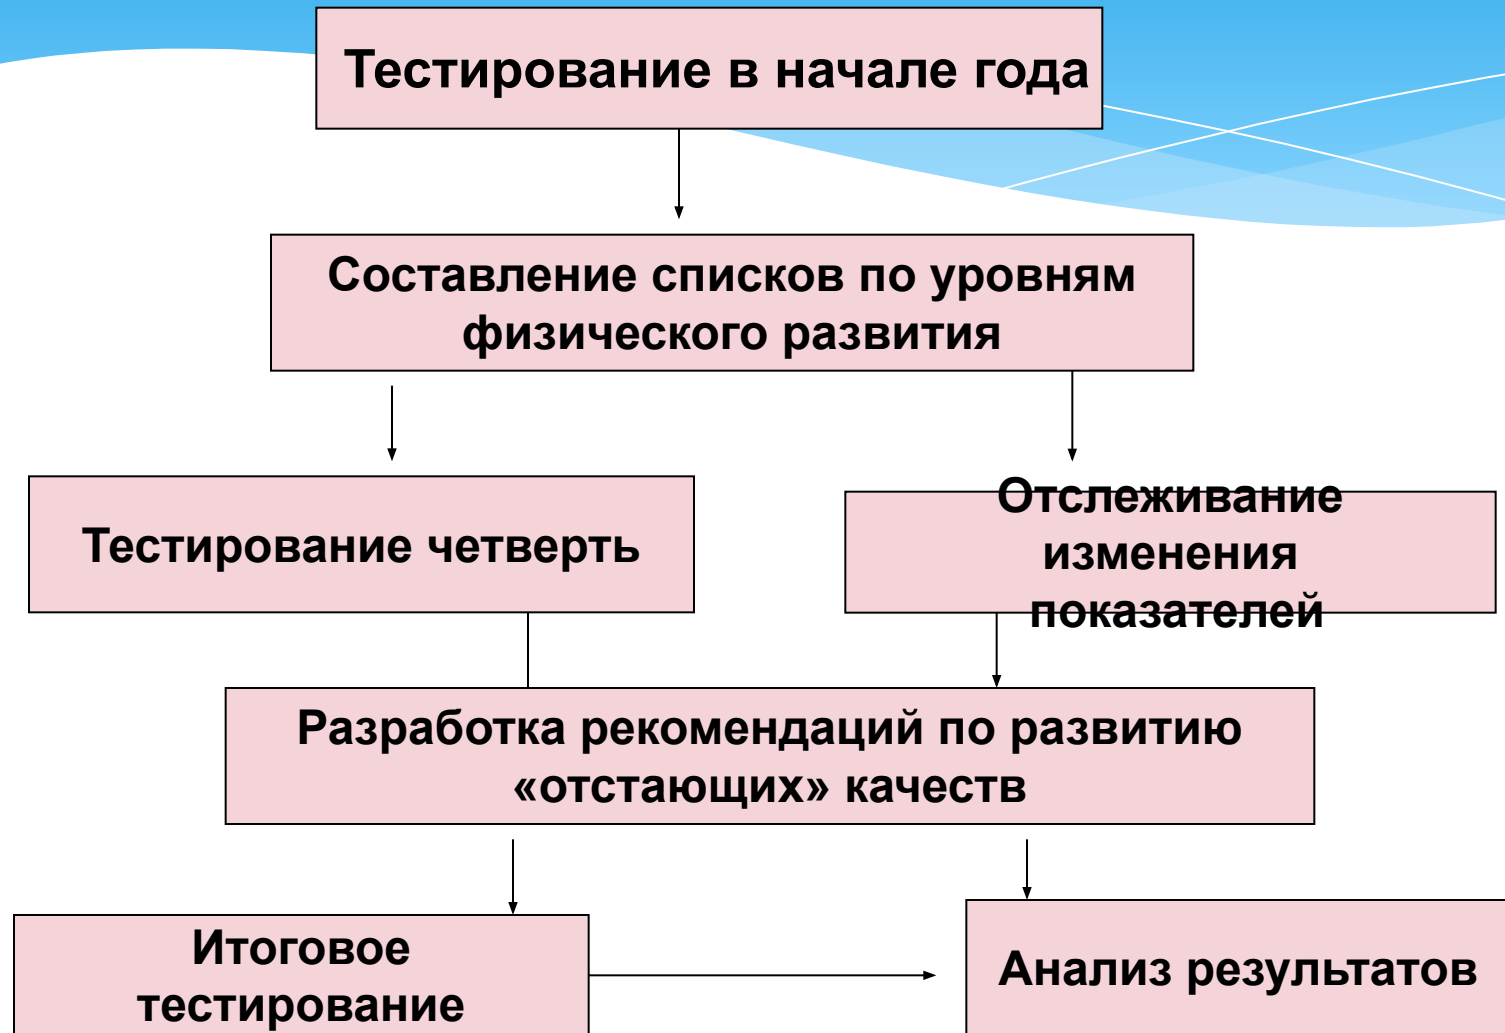 Тестирование в начале года
Составление списков по уровням
физического развития
Тестирование четверть
Отслеживание
изменения
показателей
Разработка рекомендаций по развитию
«отстающих» качеств
Итоговое
тестирование
Анализ результатов